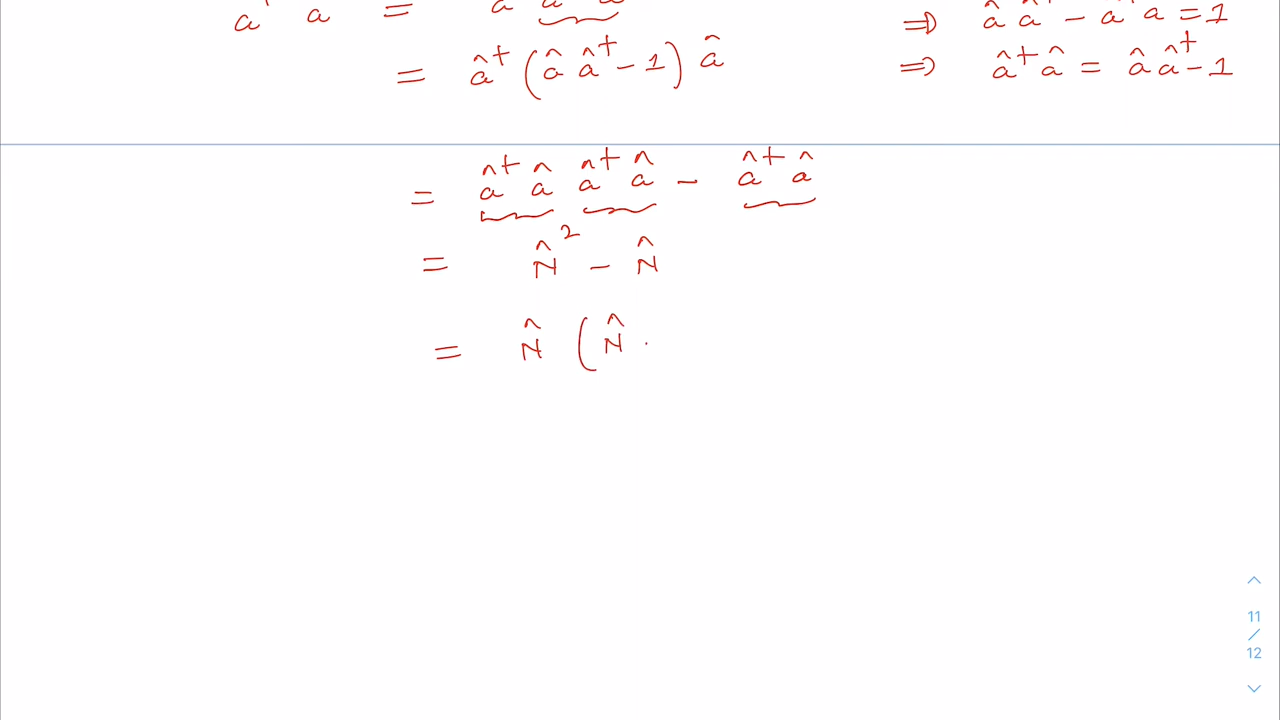 a† a = a a a
⇒ â ↠- ↠a = 1
= ↠(â ↠- 1) â
⇒ ↠â = â ↠- 1
= ↠â ↠â - ↠â
= N̂² - N̂
= N̂ (N̂
11
/
12